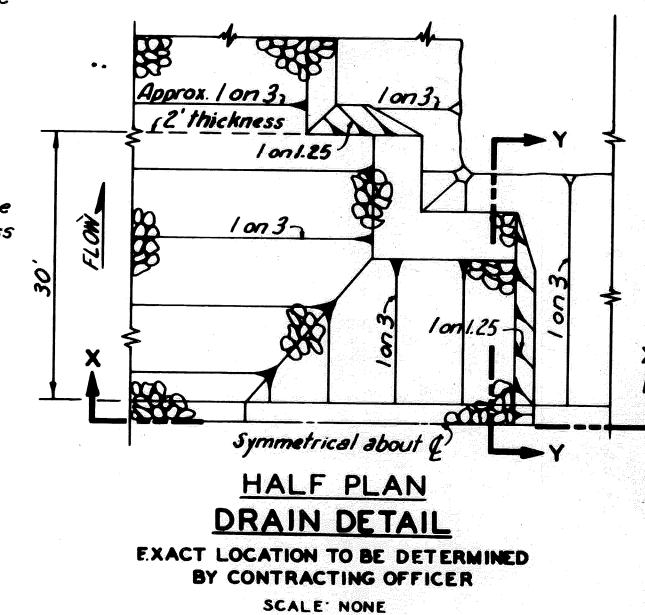 Approx. 1 on 3
1 on 3
2' thickness
1 on 1.25
Y
FLOW
1 on 3
30'
1 on 3
1 on 1.25
1 on 3
X
Symmetrical about ℄
Y
HALF PLAN
DRAIN DETAIL
EXACT LOCATION TO BE DETERMINED
BY CONTRACTING OFFICER
SCALE: NONE